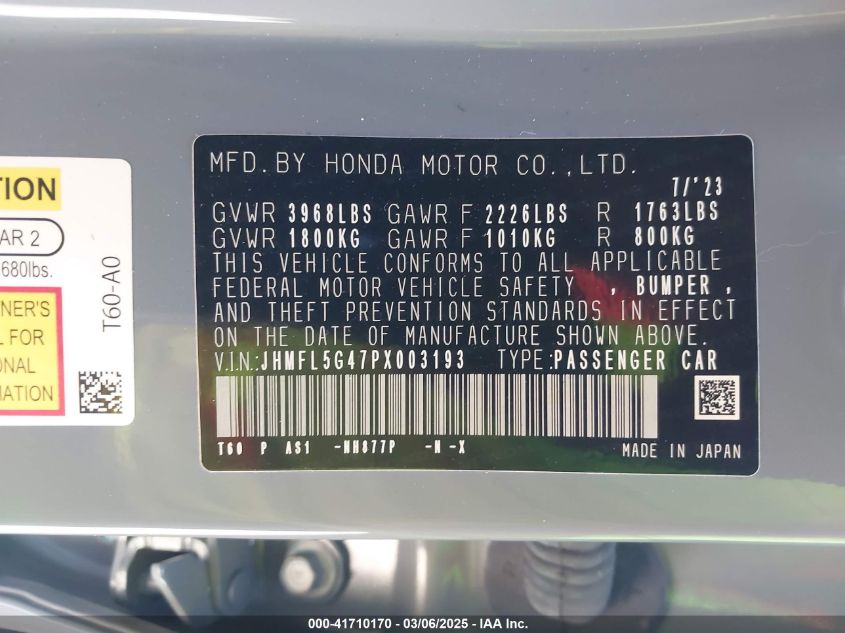 TION
AR 2
680lbs.
NER'S
L FOR
ONAL
MATION
T60-A0
MFD. BY HONDA MOTOR CO.,LTD.
7/'23
GVWR 3968LBS GAWR F 2226LBS R 1763LBS
GVWR 1800KG GAWR F 1010KG R 800KG
THIS VEHICLE CONFORMS TO ALL APPLICABLE
FEDERAL MOTOR VEHICLE SAFETY , BUMPER ,
AND THEFT PREVENTION STANDARDS IN EFFECT
ON THE DATE OF MANUFACTURE SHOWN ABOVE.
V.I.N.:JHMFL5G47PX003193 TYPE:PASSENGER CAR
T60 P AS1 -NH877P -N -X
MADE IN JAPAN
000-41710170 - 03/06/2025 - IAA Inc.